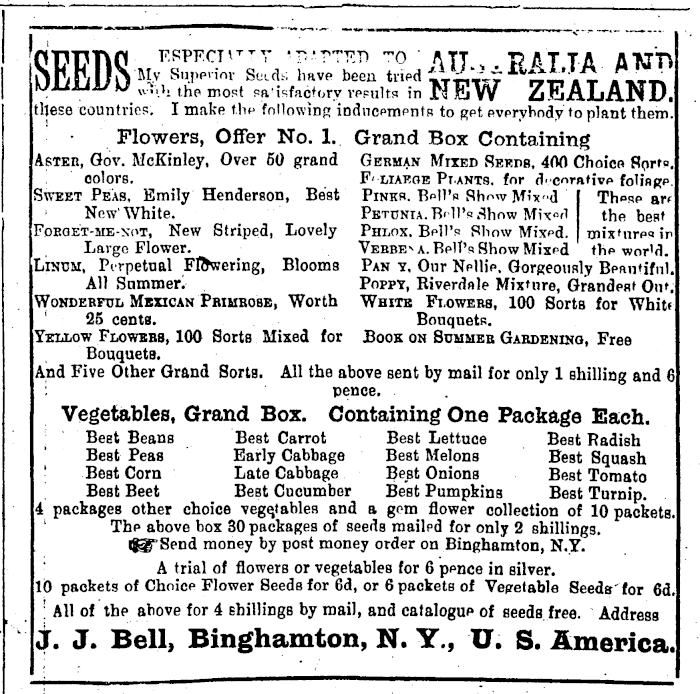 SEEDS ESPECIALLY ADAPTED TO AUSTRALIA AND
My Superior Seeds have been tried
with the most satisfactory results in NEW ZEALAND.
these countries. I make the following inducements to get everybody to plant them.
Flowers, Offer No. 1. Grand Box Containing
ASTER, Gov. McKinley, Over 50 grand
colors.
SWEET PEAS, Emily Henderson, Best
New White.
FORGET-ME-NOT, New Striped, Lovely
Large Flower.
LINUM, Perpetual Flowering, Blooms
All Summer.
WONDERFUL MEXICAN PRIMROSE, Worth
25 cents.
YELLOW FLOWERS, 100 Sorts Mixed for
Bouquets.
GERMAN MIXED SEEDS, 400 Choice Sorts.
FOLIAEGE PLANTS, for decorative foliage.
PINKS, Bell's Show Mixed
PETUNIA, Bell's Show Mixed
PHLOX, Bell's Show Mixed.
VERBENA, Bell's Show Mixed
These are
the best
mixtures in
the world.
PANSY, Our Nellie, Gorgeously Beautiful.
POPPY, Riverdale Mixture, Grandest Out.
WHITE FLOWERS, 100 Sorts for White
Bouquets.
BOOK ON SUMMER GARDENING, Free
And Five Other Grand Sorts. All the above sent by mail for only 1 shilling and 6
pence.
Vegetables, Grand Box. Containing One Package Each.
Best Beans Best Carrot Best Lettuce Best Radish
Best Peas Early Cabbage Best Melons Best Squash
Best Corn Late Cabbage Best Onions Best Tomato
Best Beet Best Cucumber Best Pumpkins Best Turnip.
4 packages other choice vegetables and a gem flower collection of 10 packets.
The above box 30 packages of seeds mailed for only 2 shillings.
☞Send money by post money order on Binghamton, N.Y.
A trial of flowers or vegetables for 6 pence in silver.
10 packets of Choice Flower Seeds for 6d, or 6 packets of Vegetable Seeds for 6d.
All of the above for 4 shillings by mail, and catalogue of seeds free. Address
J. J. Bell, Binghamton, N. Y., U. S. America.